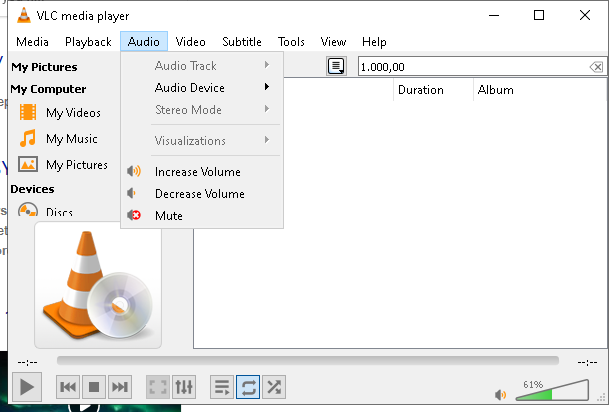 VLC media player
Media Playback Audio Video Subtitle Tools View Help
My Pictures
My Computer
My Videos
My Music
My Pictures
Devices
Discs
Audio Track
Audio Device
Stereo Mode
Visualizations
Increase Volume
Decrease Volume
Mute
1.000,00
Duration Album
--:-- --:--
61%